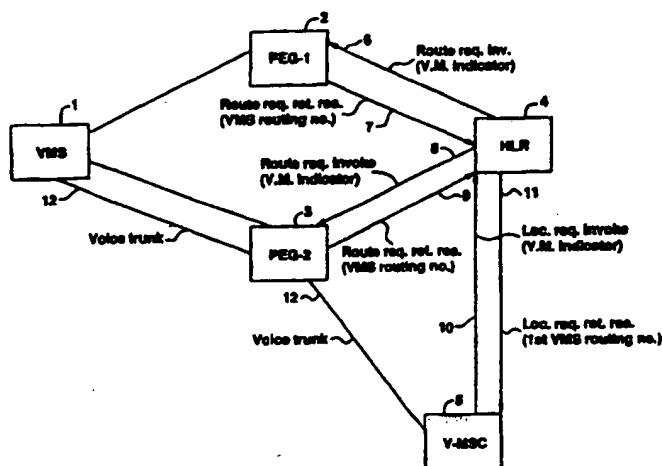 2
PEG-1
6
Route req. inv.
(V.M. indicator)
1
VMS
Route req. ret. res.
(VMS routing no.)
7
4
HLR
12
Route req. invoke
(V.M. indicator)
8
9
11
3
PEG-2
Voice trunk
Route req. ret. res.
(VMS routing no.)
Loc. req. invoke
(V.M. indicator)
12
10
Voice trunk
Loc. req. ret. res.
(1st VMS routing no.)
5
V-MSC